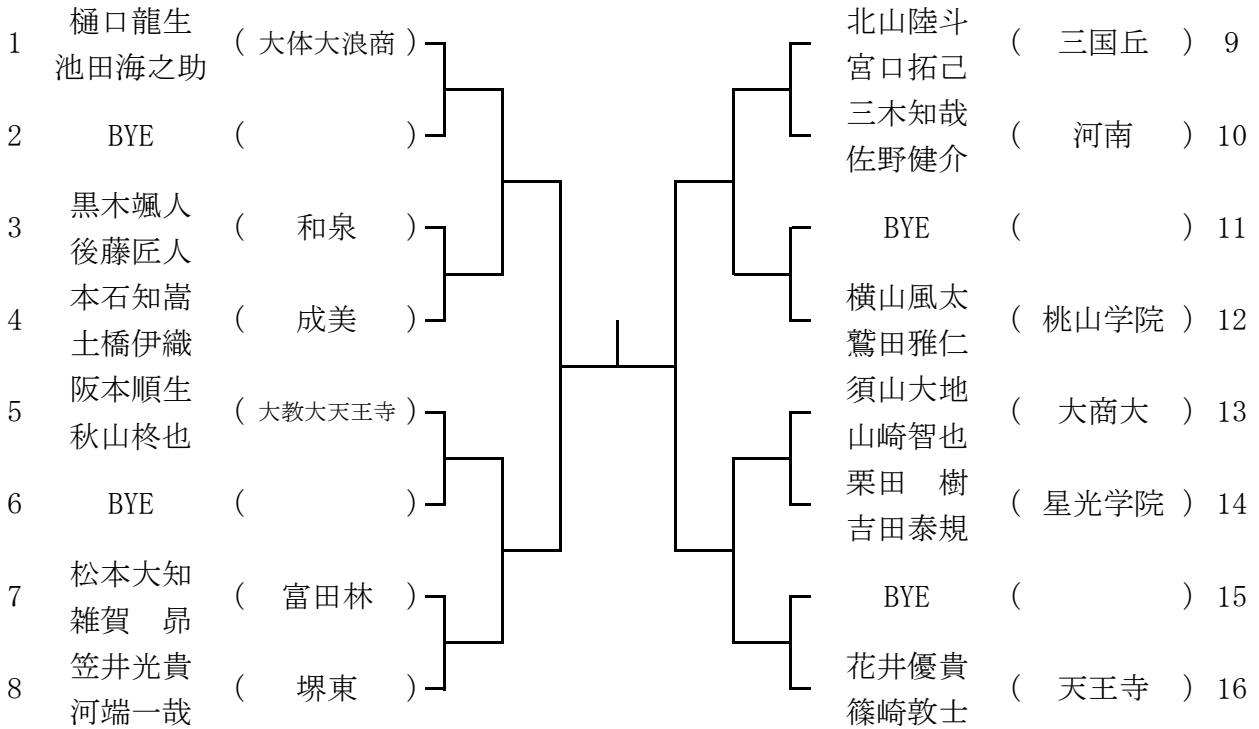 樋口龍生
1 ( 大体大浪商 )
池田海之助
2 BYE ( )
黒木颯人
3 ( 和泉 )
後藤匠人
本石知嵩
4 ( 成美 )
土橋伊織
阪本順生
5 ( 大教大天王寺 )
秋山柊也
6 BYE ( )
松本大知
7 ( 富田林 )
雑賀 昴
笠井光貴
8 ( 堺東 )
河端一哉
北山陸斗
( 三国丘 ) 9
宮口拓己
三木知哉
( 河南 ) 10
佐野健介
BYE ( ) 11
横山風太
( 桃山学院 ) 12
鷲田雅仁
須山大地
( 大商大 ) 13
山崎智也
栗田 樹
( 星光学院 ) 14
吉田泰規
BYE ( ) 15
花井優貴
( 天王寺 ) 16
篠崎敦士